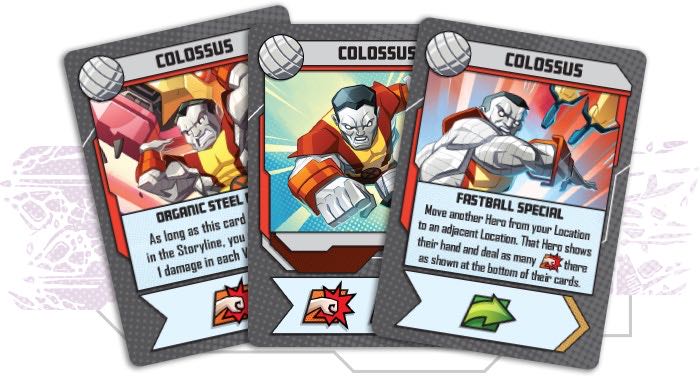 COLOSSUS
ORGANIC STEEL
As long as this card
in the Storyline, you
1 damage in each
COLOSSUS
COLOSSUS
FASTBALL SPECIAL
Move another Hero from your Location
to an adjacent Location. That Hero shows
their hand and deal as many there
as shown at the bottom of their cards.